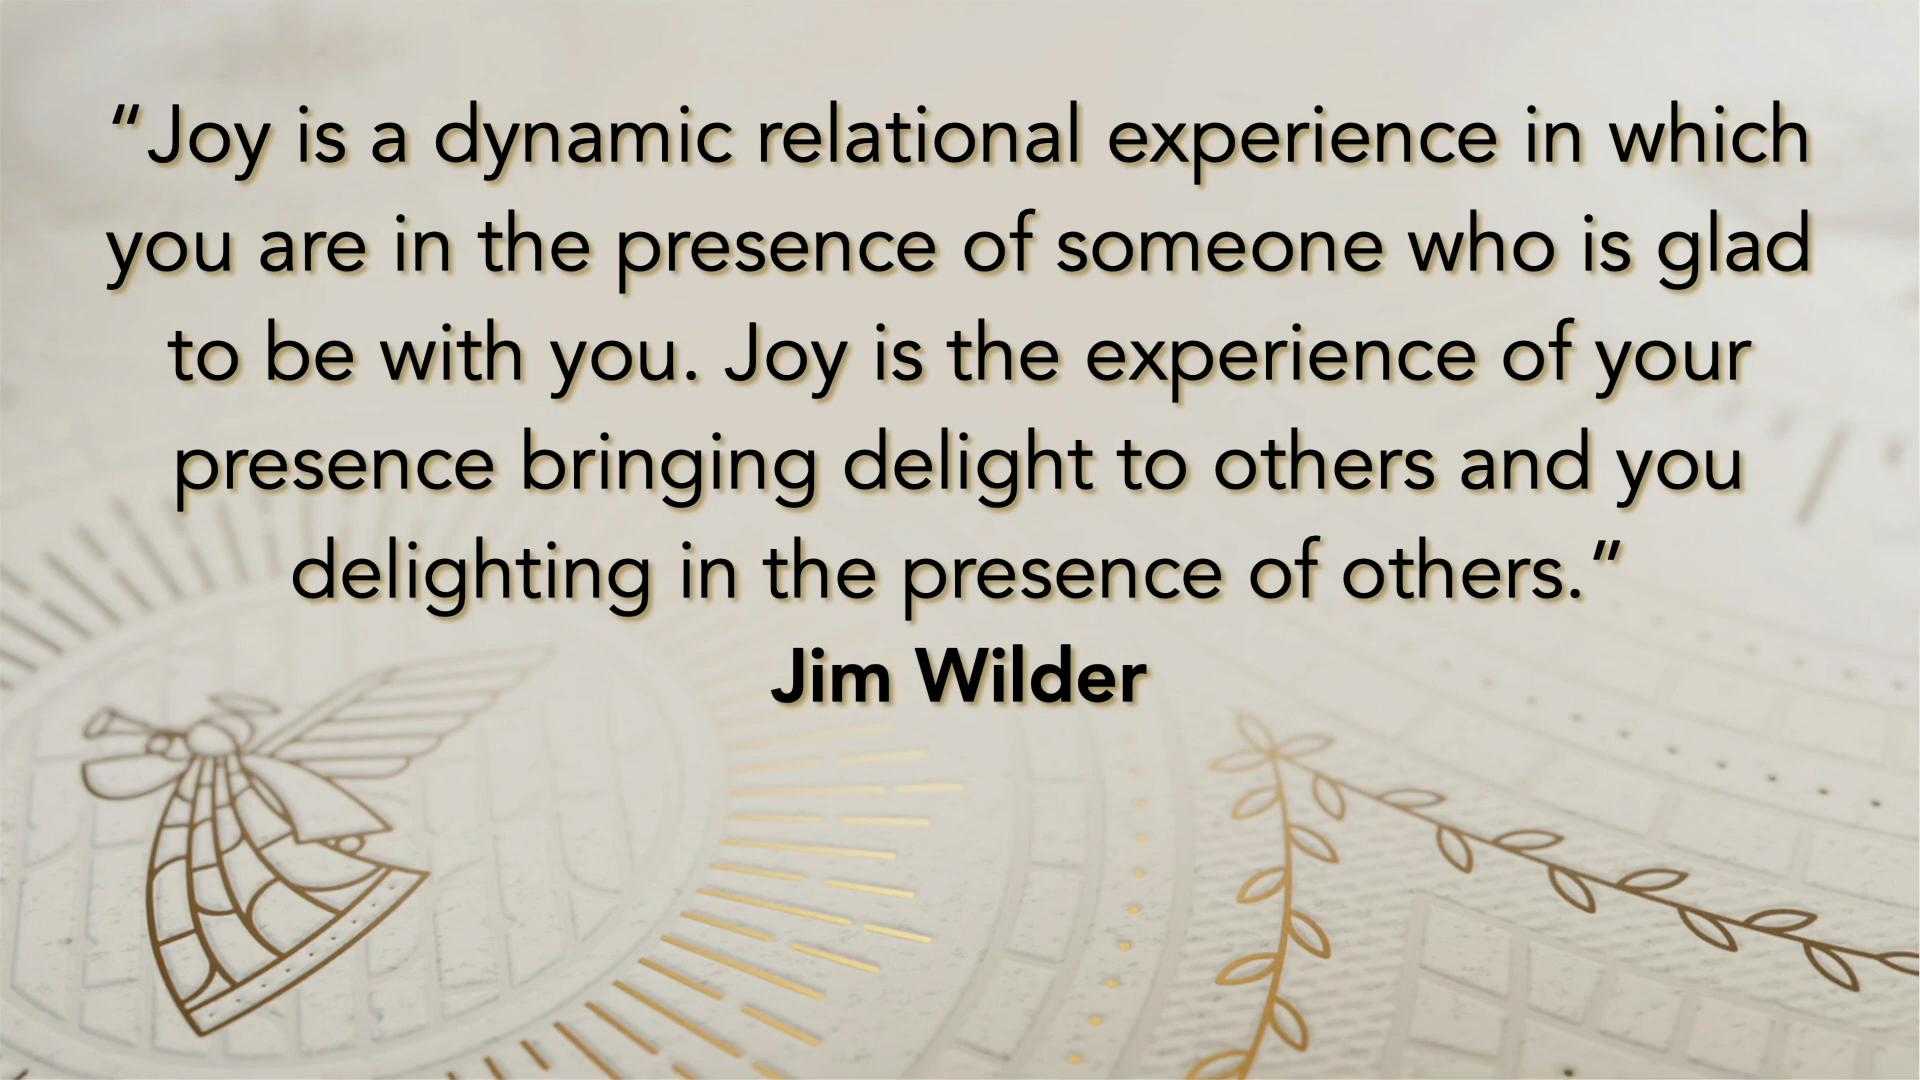 “Joy is a dynamic relational experience in which
you are in the presence of someone who is glad
to be with you. Joy is the experience of your
presence bringing delight to others and you
delighting in the presence of others.”
Jim Wilder